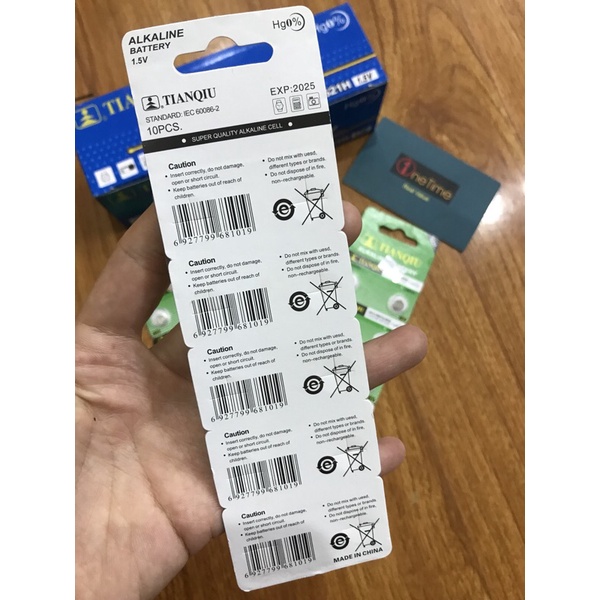 ALKALINE
BATTERY
1.5V
Hg0%
TIANQIU
STANDARD: IEC 60086-2
10PCS.
EXP:2025
SUPER QUALITY ALKALINE CELL
Caution
• Insert correctly, do not damage,
open or short circuit.
• Keep batteries out of reach of
children.
• Do not mix with used,
different types or brands.
• Do not dispose of in fire,
non-rechargeable.
6 927799 681019
Caution
• Insert correctly, do not damage,
open or short circuit.
• Keep batteries out of reach of
children.
• Do not mix with used,
different types or brands.
• Do not dispose of in fire,
non-rechargeable.
6 927799 681019
Caution
• Insert correctly, do not damage,
open or short circuit.
• Keep batteries out of reach of
children.
• Do not mix with used,
different types or brands.
• Do not dispose of in fire,
non-rechargeable.
6 927799 681019
Caution
• Insert correctly, do not damage,
open or short circuit.
• Keep batteries out of reach of
children.
• Do not mix with used,
different types or brands.
• Do not dispose of in fire,
non-rechargeable.
6 927799 681019
Caution
• Insert correctly, do not damage,
open or short circuit.
• Keep batteries out of reach of
children.
• Do not mix with used,
different types or brands.
• Do not dispose of in fire,
non-rechargeable.
6 927799 681019
MADE IN CHINA
TIANQIU
Hg0%
621H 1.5V
OneTime
TIANQIU